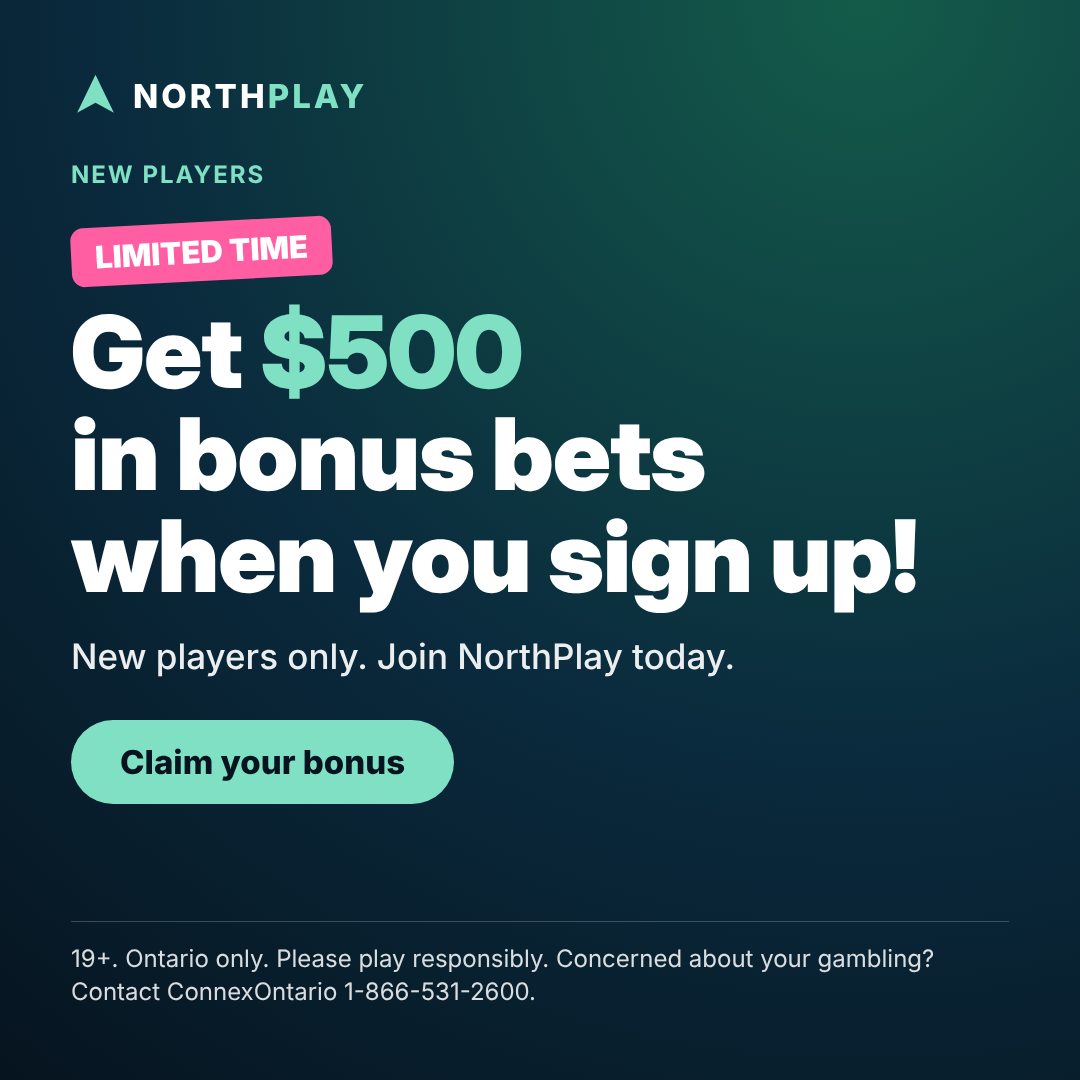 NORTHPLAY
NEW PLAYERS
LIMITED TIME
Get $500
in bonus bets
when you sign up!
New players only. Join NorthPlay today.
Claim your bonus
19+. Ontario only. Please play responsibly. Concerned about your gambling?
Contact ConnexOntario 1-866-531-2600.